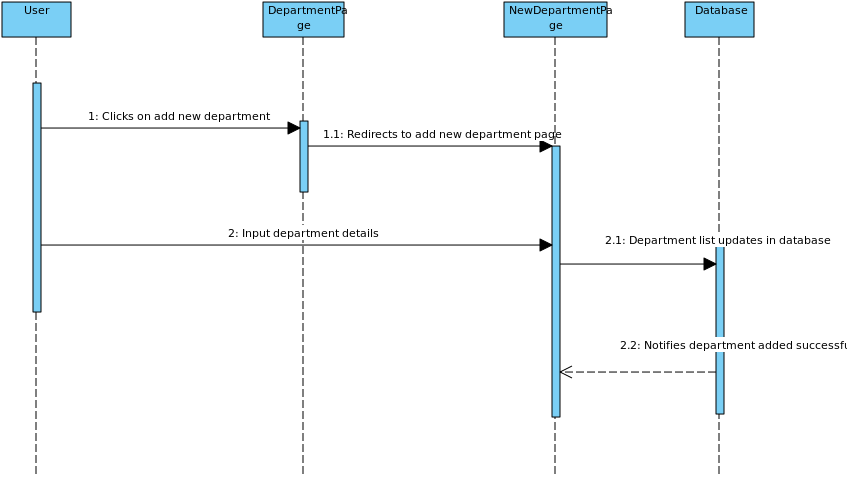 User
DepartmentPa
ge
NewDepartmentPa
ge
Database
1: Clicks on add new department
1.1: Redirects to add new department page
2: Input department details
2.1: Department list updates in database
2.2: Notifies department added successfu